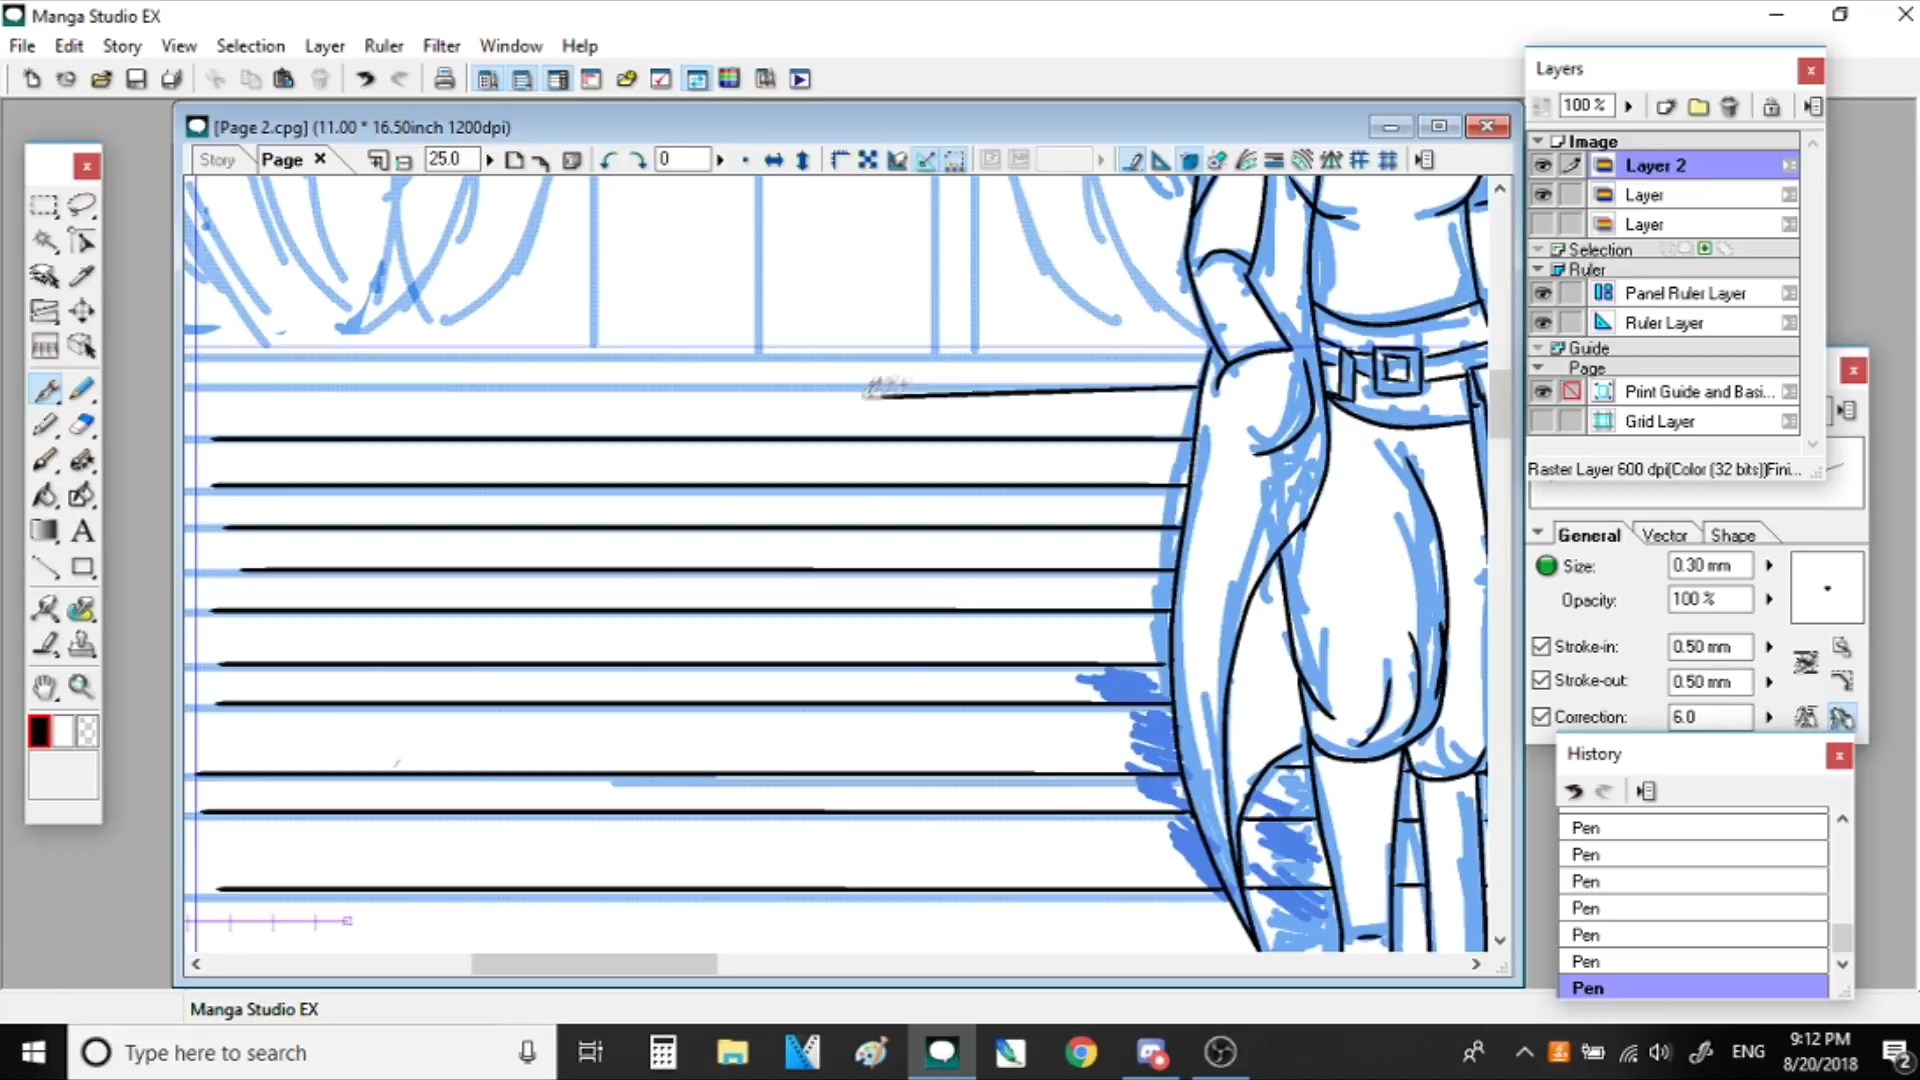 Manga Studio EX
File Edit Story View Selection Layer Ruler Filter Window Help
[Page 2.cpg] (11.00 * 16.50inch 1200dpi)
Story Page 25.0 0
Layers
100 %
Image
Layer 2
Layer
Layer
Selection
Ruler
Panel Ruler Layer
Ruler Layer
Guide
Page
Print Guide and Basi...
Grid Layer
Raster Layer 600 dpi(Color (32 bits))Fini...
General Vector Shape
Size: 0.30 mm
Opacity: 100 %
Stroke-in: 0.50 mm
Stroke-out: 0.50 mm
Correction: 6.0
History
Pen
Pen
Pen
Pen
Pen
Pen
Pen
A
Manga Studio EX
Type here to search
ENG
9:12 PM
8/20/2018
2